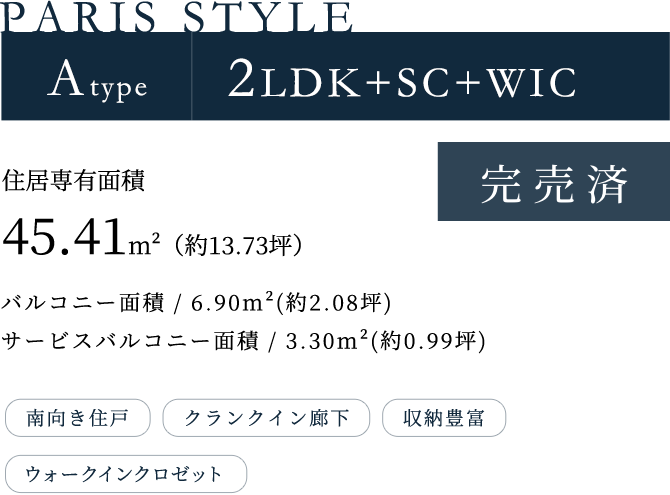 PARIS STYLE
A type 2LDK+SC+WIC
完売済
住居専有面積
45.41m²（約13.73坪）
バルコニー面積 / 6.90m²(約2.08坪)
サービスバルコニー面積 / 3.30m²(約0.99坪)
南向き住戸 クランクイン廊下 収納豊富
ウォークインクロゼット